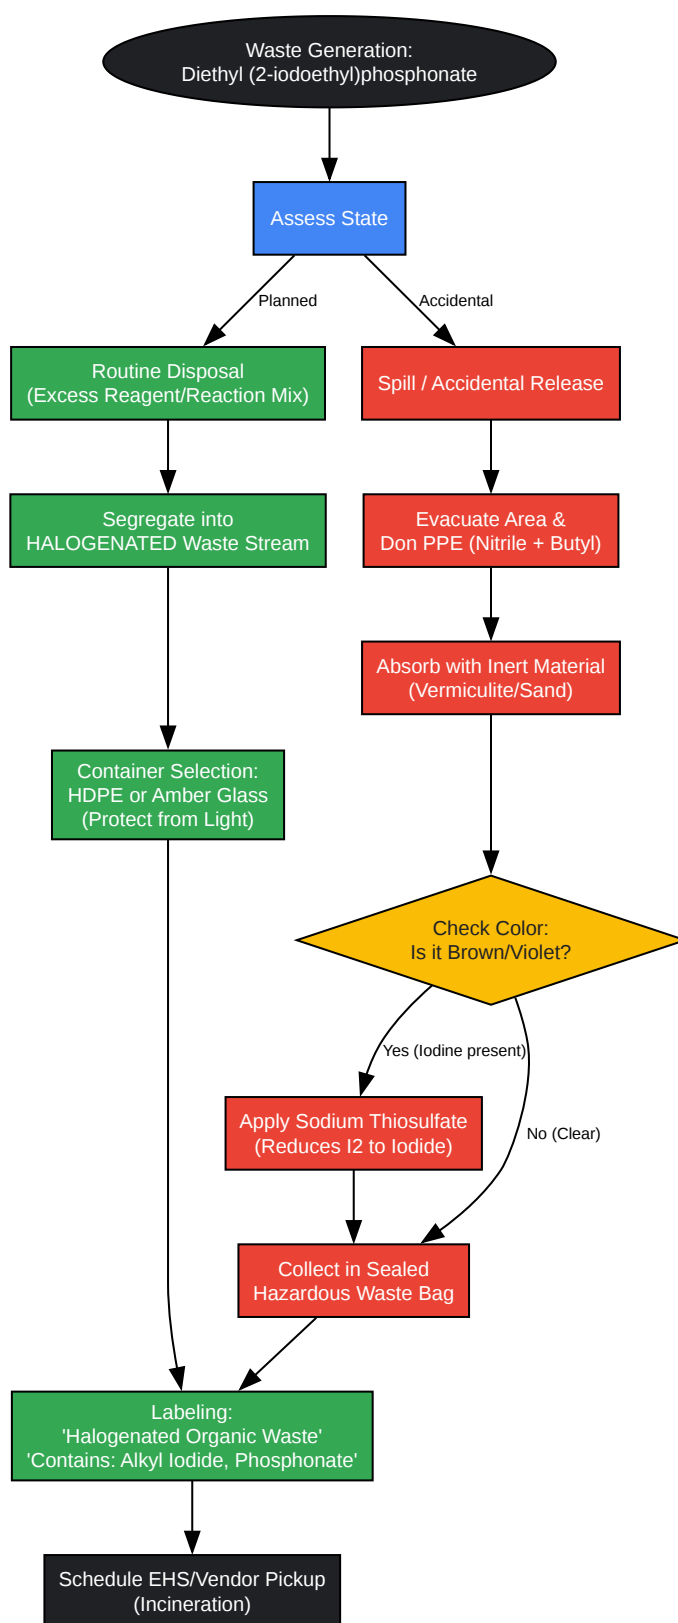 Waste Generation:
Diethyl (2-iodoethyl)phosphonate
Assess State
Planned
Accidental
Routine Disposal
(Excess Reagent/Reaction Mix)
Spill / Accidental Release
Segregate into
HALOGENATED Waste Stream
Evacuate Area &
Don PPE (Nitrile + Butyl)
Absorb with Inert Material
(Vermiculite/Sand)
Container Selection:
HDPE or Amber Glass
(Protect from Light)
Check Color:
Is it Brown/Violet?
Yes (Iodine present)
No (Clear)
Apply Sodium Thiosulfate
(Reduces I2 to Iodide)
Collect in Sealed
Hazardous Waste Bag
Labeling:
'Halogenated Organic Waste'
'Contains: Alkyl Iodide, Phosphonate'
Schedule EHS/Vendor Pickup
(Incineration)